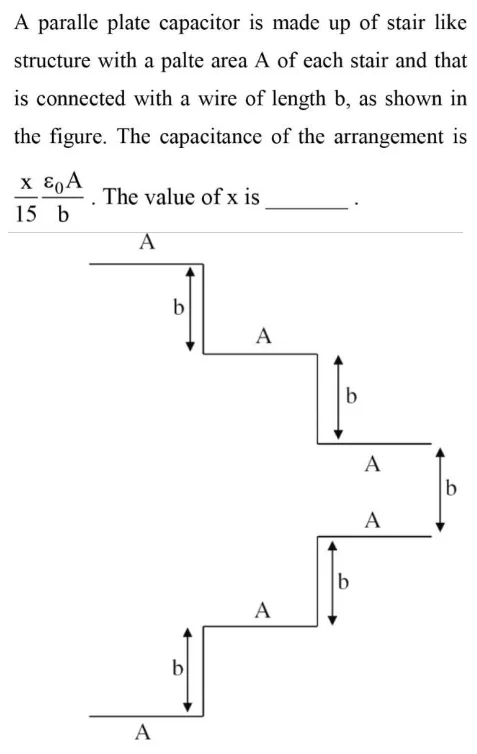 A paralle plate capacitor is made up of stair like
structure with a palte area A of each stair and that
is connected with a wire of length b, as shown in
the figure. The capacitance of the arrangement is
x/15 ε₀A/b . The value of x is ______ .
A
b
A
b
A
b
A
b
A
b
A